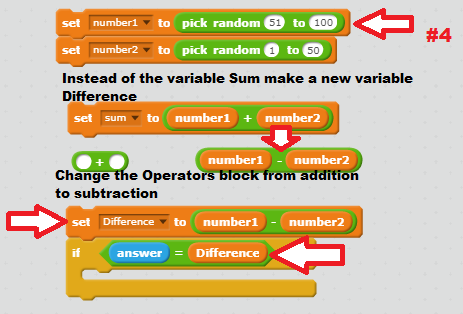 set number1 to pick random 51 to 100
#4
set number2 to pick random 1 to 50
Instead of the variable Sum make a new variable
Difference
set sum to number1 + number2
+ number1 - number2
Change the Operators block from addition
to subtraction
set Difference to number1 - number2
if answer = Difference